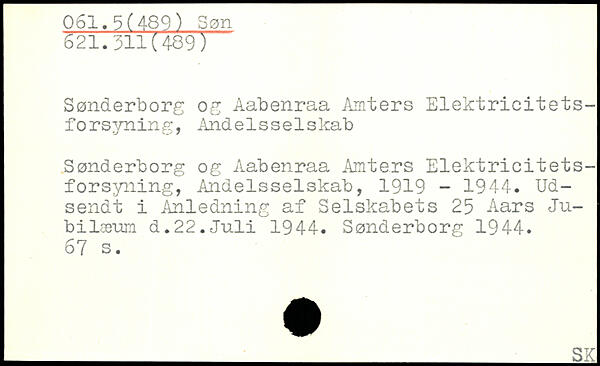 061.5(489) Søn
621.311(489)
Sønderborg og Aabenraa Amters Elektricitets-
forsyning, Andelsselskab
Sønderborg og Aabenraa Amters Elektricitets-
forsyning, Andelsselskab, 1919 - 1944. Ud-
sendt i Anledning af Selskabets 25 Aars Ju-
bilæum d.22.Juli 1944. Sønderborg 1944.
67 s.
SK